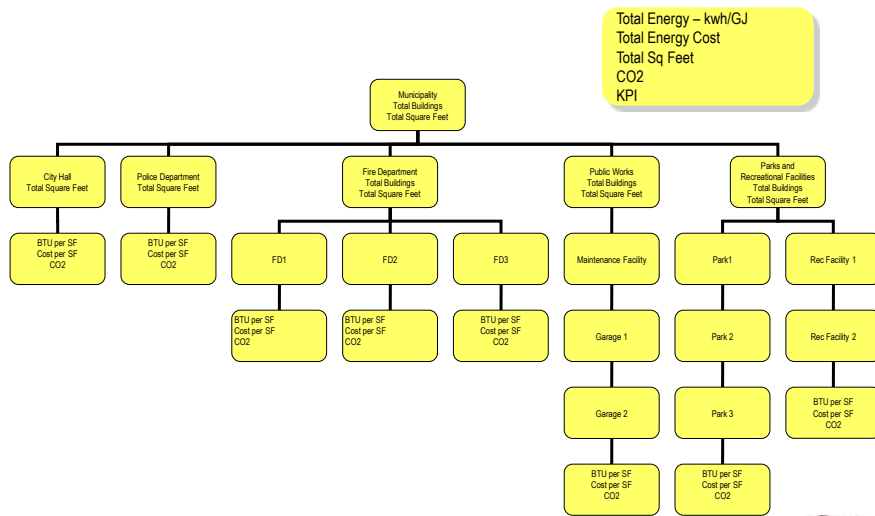 Total Energy – kwh/GJ
Total Energy Cost
Total Sq Feet
CO2
KPI
Municipality
Total Buildings
Total Square Feet
City Hall
Total Square Feet
Police Department
Total Square Feet
Fire Department
Total Buildings
Total Square Feet
Public Works
Total Buildings
Total Square Feet
Parks and
Recreational Facilities
Total Buildings
Total Square Feet
BTU per SF
Cost per SF
CO2
BTU per SF
Cost per SF
CO2
FD1
FD2
FD3
Maintenance Facility
Park1
Rec Facility 1
BTU per SF
Cost per SF
CO2
BTU per SF
Cost per SF
CO2
BTU per SF
Cost per SF
CO2
Garage 1
Park 2
Rec Facility 2
Garage 2
Park 3
BTU per SF
Cost per SF
CO2
BTU per SF
Cost per SF
CO2
BTU per SF
Cost per SF
CO2